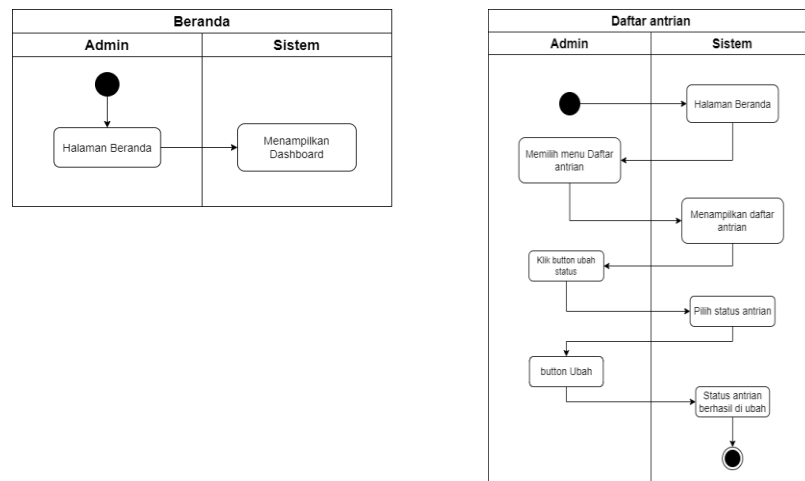 Beranda
Admin
Sistem
Halaman Beranda
Menampilkan
Dashboard
Daftar antrian
Admin
Sistem
Halaman Beranda
Memilih menu Daftar
antrian
Menampilkan daftar
antrian
Klik button ubah
status
Pilih status antrian
button Ubah
Status antrian
berhasil di ubah